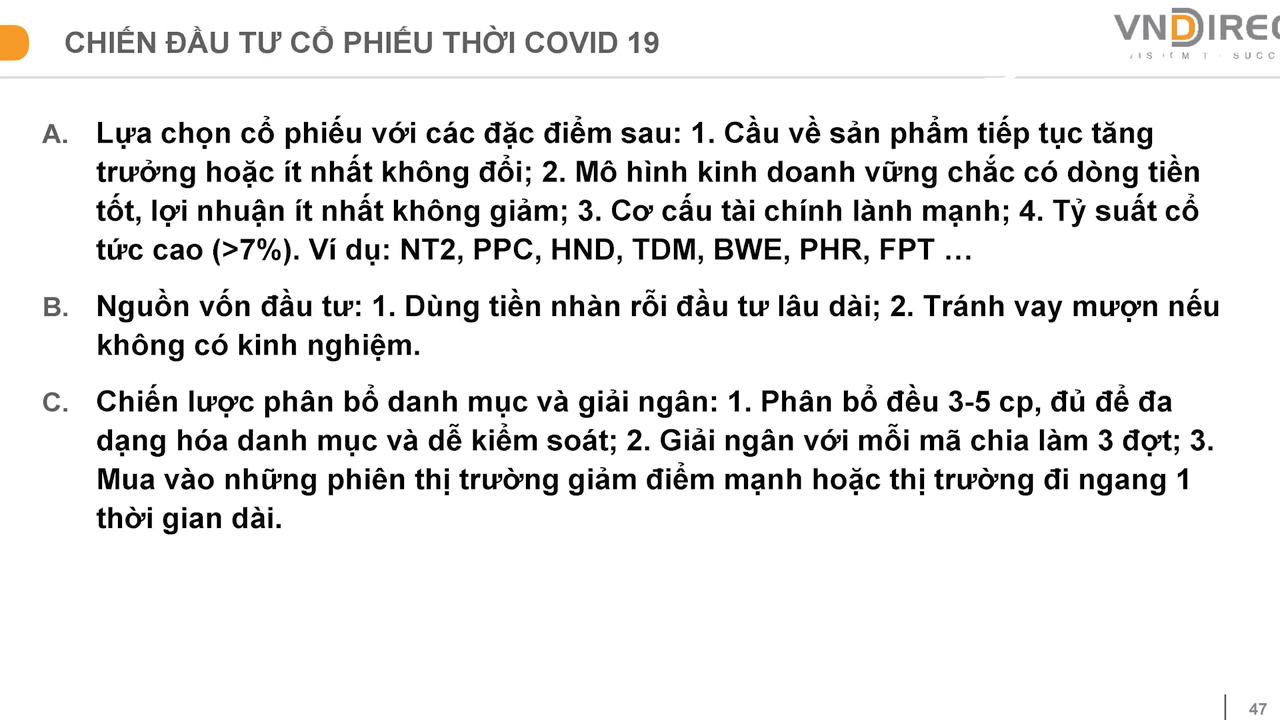 CHIẾN ĐẦU TƯ CỔ PHIẾU THỜI COVID 19
VNDIREC
A. Lựa chọn cổ phiếu với các đặc điểm sau: 1. Cầu về sản phẩm tiếp tục tăng
trưởng hoặc ít nhất không đổi; 2. Mô hình kinh doanh vững chắc có dòng tiền
tốt, lợi nhuận ít nhất không giảm; 3. Cơ cấu tài chính lành mạnh; 4. Tỷ suất cổ
tức cao (>7%). Ví dụ: NT2, PPC, HND, TDM, BWE, PHR, FPT …
B. Nguồn vốn đầu tư: 1. Dùng tiền nhàn rỗi đầu tư lâu dài; 2. Tránh vay mượn nếu
không có kinh nghiệm.
C. Chiến lược phân bổ danh mục và giải ngân: 1. Phân bổ đều 3-5 cp, đủ để đa
dạng hóa danh mục và dễ kiểm soát; 2. Giải ngân với mỗi mã chia làm 3 đợt; 3.
Mua vào những phiên thị trường giảm điểm mạnh hoặc thị trường đi ngang 1
thời gian dài.
47